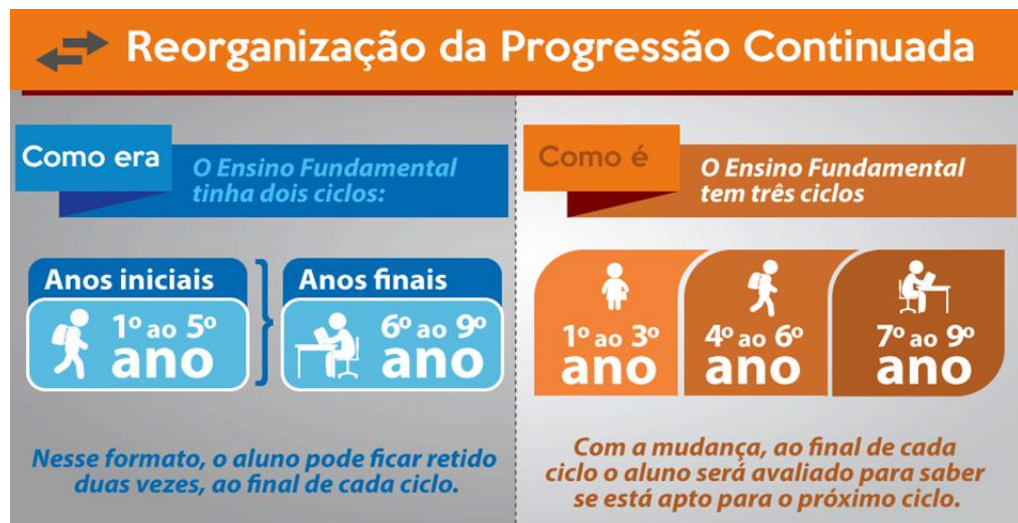 Reorganização da Progressão Continuada
Como era
O Ensino Fundamental
tinha dois ciclos:
Anos iniciais
1º ao 5º
ano
Anos finais
6º ao 9º
ano
Nesse formato, o aluno pode ficar retido
duas vezes, ao final de cada ciclo.
Como é
O Ensino Fundamental
tem três ciclos
1º ao 3º
ano
4º ao 6º
ano
7º ao 9º
ano
Com a mudança, ao final de cada
ciclo o aluno será avaliado para saber
se está apto para o próximo ciclo.